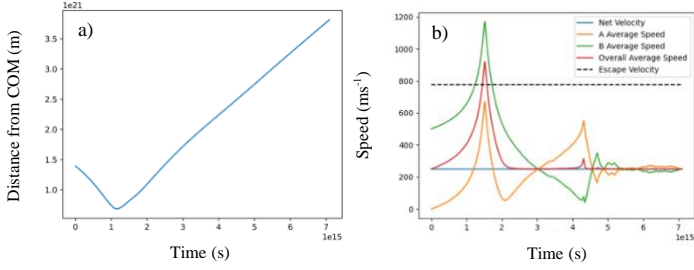 a)
1e21
3.5
3.0
2.5
2.0
1.5
1.0
0 1 2 3 4 5 6 7
1e15
Distance from COM (m)
Time (s)
b)
1200
1000
800
600
400
200
0
0 1 2 3 4 5 6 7
1e15
Speed (ms⁻¹)
Time (s)
Net Velocity
A Average Speed
B Average Speed
Overall Average Speed
Escape Velocity